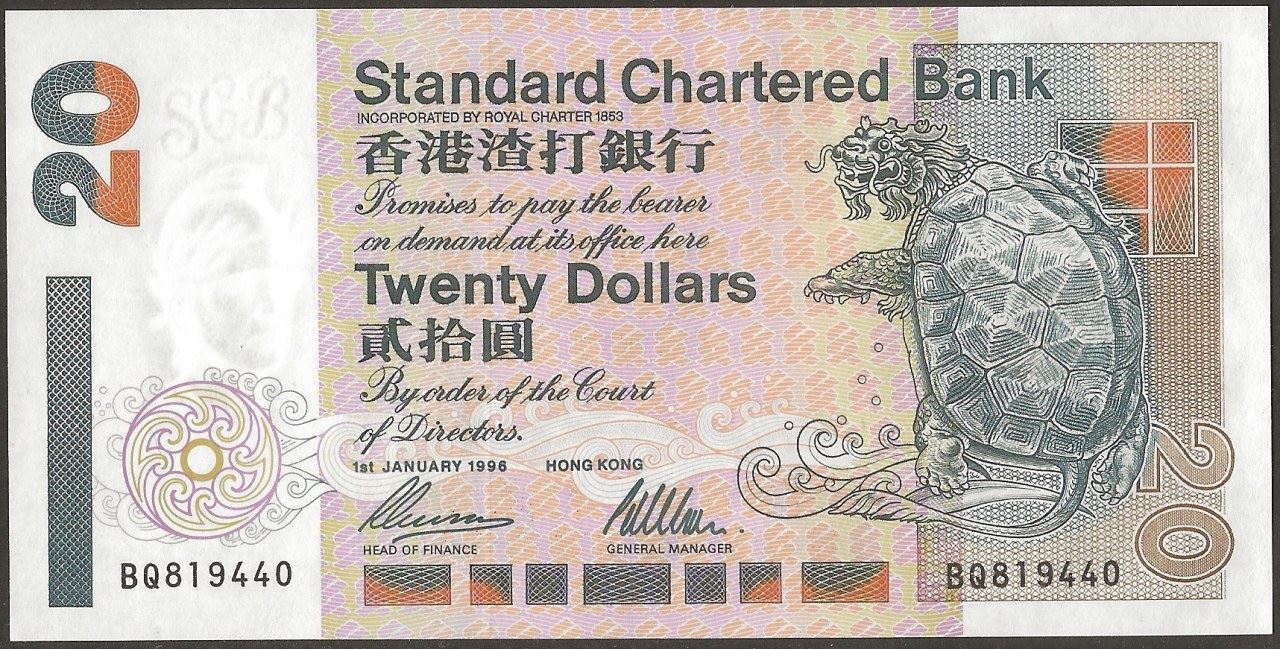 20
SCB
Standard Chartered Bank
INCORPORATED BY ROYAL CHARTER 1853
香港渣打銀行
Promises to pay the bearer
on demand at its office here
Twenty Dollars
貳拾圓
By order of the Court
of Directors.
1st JANUARY 1996 HONG KONG
HEAD OF FINANCE GENERAL MANAGER
BQ819440 BQ819440
20